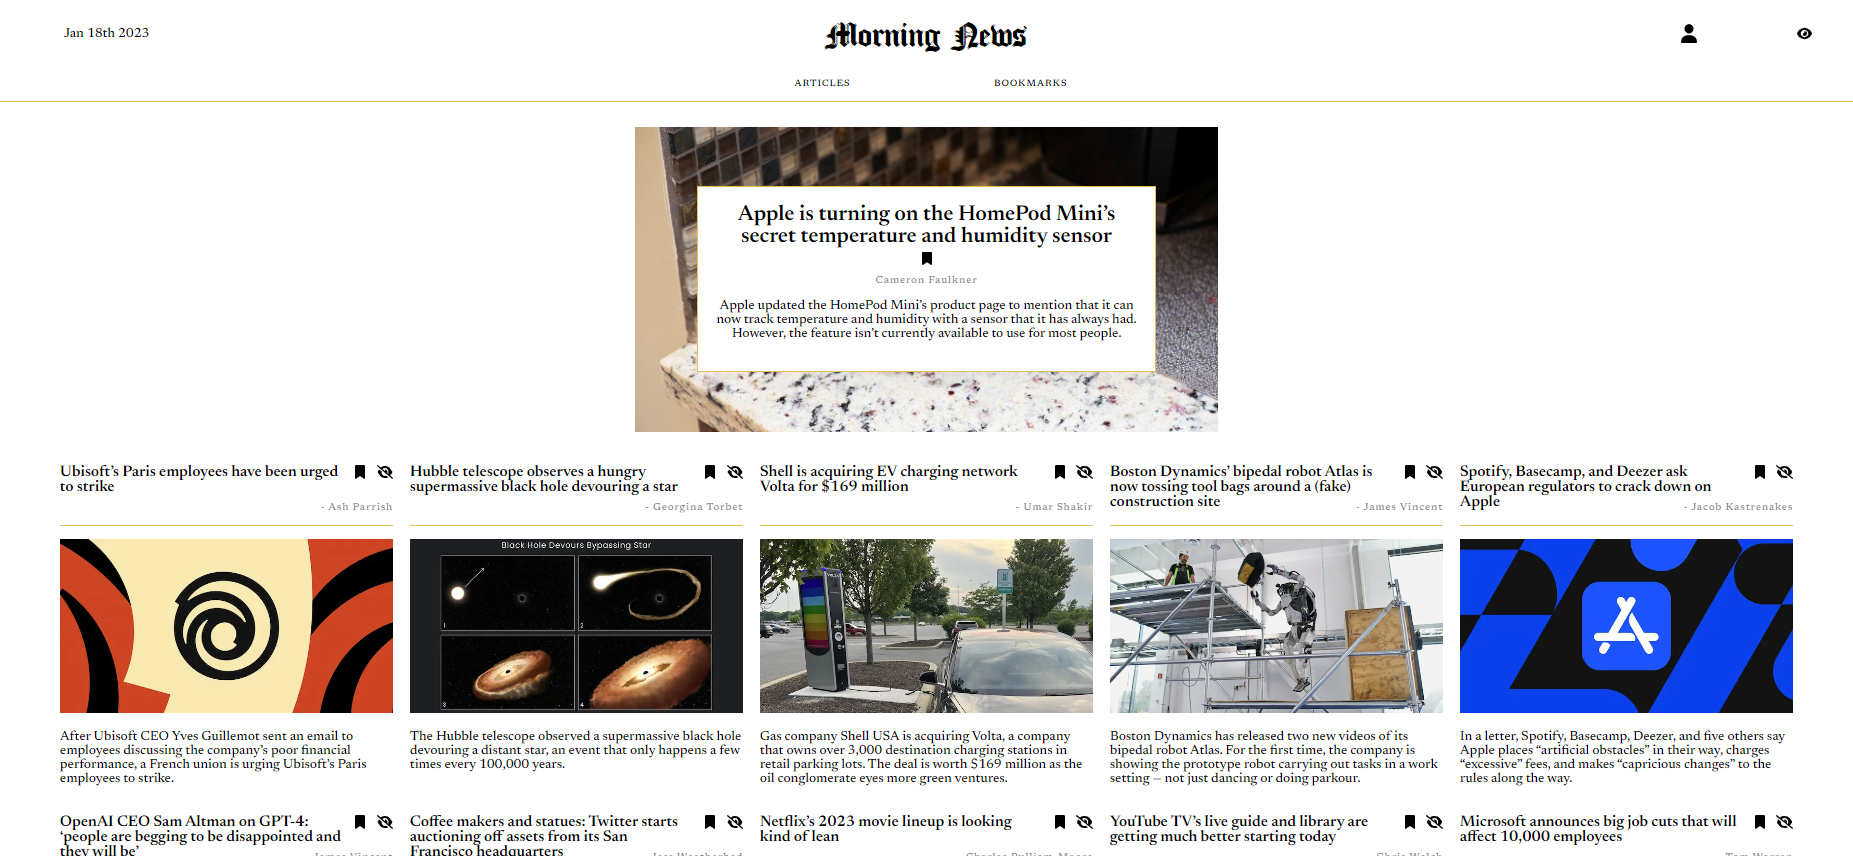 Jan 18th 2023
Morning News
ARTICLES
BOOKMARKS
Apple is turning on the HomePod Mini’s
secret temperature and humidity sensor
Cameron Faulkner
Apple updated the HomePod Mini’s product page to mention that it can
now track temperature and humidity with a sensor that it has always had.
However, the feature isn’t currently available to use for most people.
Ubisoft’s Paris employees have been urged
to strike
- Ash Parrish
After Ubisoft CEO Yves Guillemot sent an email to
employees discussing the company’s poor financial
performance, a French union is urging Ubisoft’s Paris
employees to strike.
Hubble telescope observes a hungry
supermassive black hole devouring a star
- Georgina Torbet
Black Hole Devours Bypassing Star
1
2
3
4
The Hubble telescope observed a supermassive black hole
devouring a distant star, an event that only happens a few
times every 100,000 years.
Shell is acquiring EV charging network
Volta for $169 million
- Umar Shakir
Gas company Shell USA is acquiring Volta, a company
that owns over 3,000 destination charging stations in
retail parking lots. The deal is worth $169 million as the
oil conglomerate eyes more green ventures.
Boston Dynamics’ bipedal robot Atlas is
now tossing tool bags around a (fake)
construction site
- James Vincent
Boston Dynamics has released two new videos of its
bipedal robot Atlas. For the first time, the company is
showing the prototype robot carrying out tasks in a work
setting — not just dancing or doing parkour.
Spotify, Basecamp, and Deezer ask
European regulators to crack down on
Apple
- Jacob Kastrenakes
In a letter, Spotify, Basecamp, Deezer, and five others say
Apple places “artificial obstacles” in their way, charges
“excessive” fees, and makes “capricious changes” to the
rules along the way.
OpenAI CEO Sam Altman on GPT-4:
‘people are begging to be disappointed and
they will be’
- James Vincent
Coffee makers and statues: Twitter starts
auctioning off assets from its San
Francisco headquarters
- Jess Weatherbed
Netflix’s 2023 movie lineup is looking
kind of lean
- Charles Pulliam-Moore
YouTube TV’s live guide and library are
getting much better starting today
- Chris Welch
Microsoft announces big job cuts that will
affect 10,000 employees
- Tom Warren